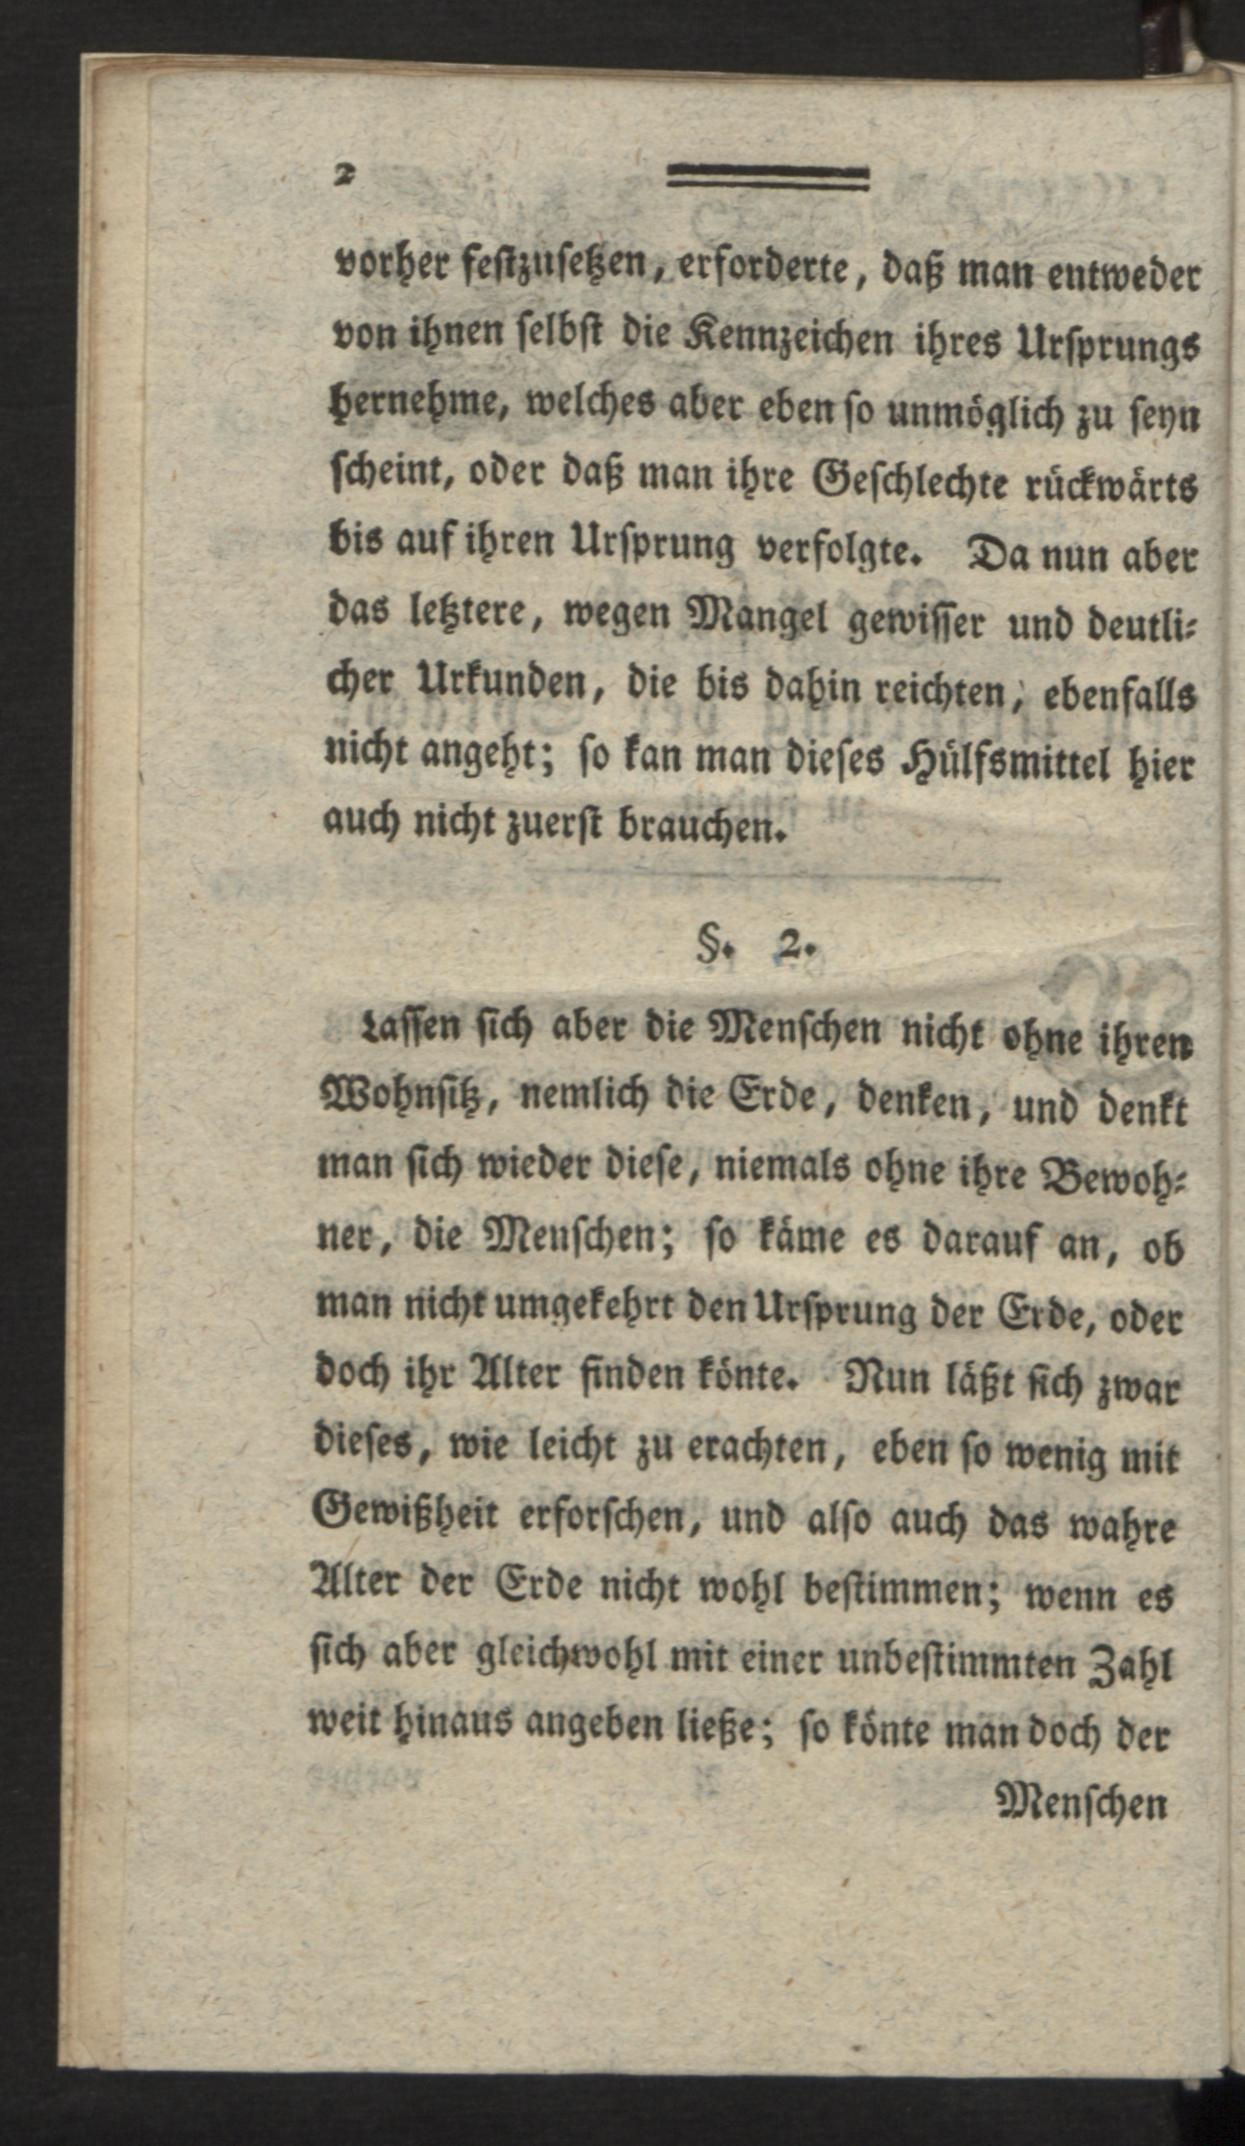 2
vorher festzusetzen, erforderte, daß man entweder
von ihnen selbst die Kennzeichen ihres Ursprungs
hernehme, welches aber eben so unmöglich zu seyn
scheint, oder daß man ihre Geschlechte rückwärts
bis auf ihren Ursprung verfolgte. Da nun aber
das letztere, wegen Mangel gewisser und deutli-
cher Urkunden, die bis dahin reichten, ebenfalls
nicht angeht; so kan man dieses Hülfsmittel hier
auch nicht zuerst brauchen.
§. 2.
Lassen sich aber die Menschen nicht ohne ihren
Wohnsitz, nemlich die Erde, denken, und denkt
man sich wieder diese, niemals ohne ihre Bewoh-
ner, die Menschen; so käme es darauf an, ob
man nicht umgekehrt den Ursprung der Erde, oder
doch ihr Alter finden könte. Nun läßt sich zwar
dieses, wie leicht zu erachten, eben so wenig mit
Gewißheit erforschen, und also auch das wahre
Alter der Erde nicht wohl bestimmen; wenn es
sich aber gleichwohl mit einer unbestimmten Zahl
weit hinaus angeben ließe; so könte man doch der
Menschen